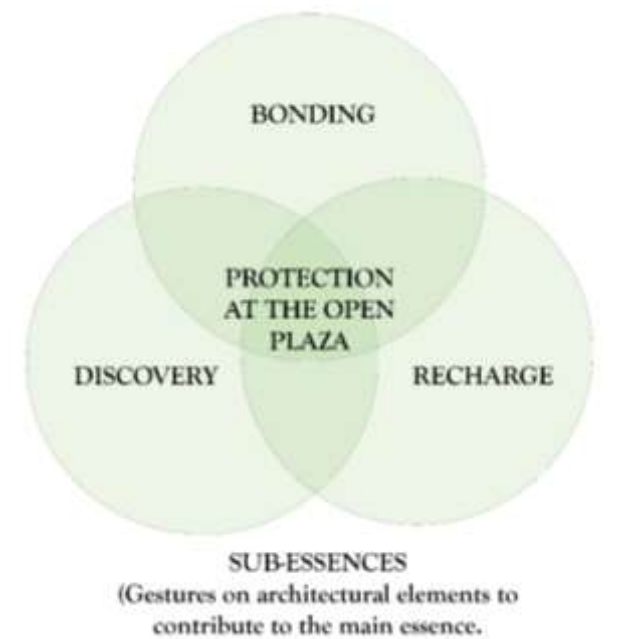 BONDING
PROTECTION
AT THE OPEN
PLAZA
DISCOVERY
RECHARGE
SUB-ESSENCES
(Gestures on architectural elements to
contribute to the main essence.